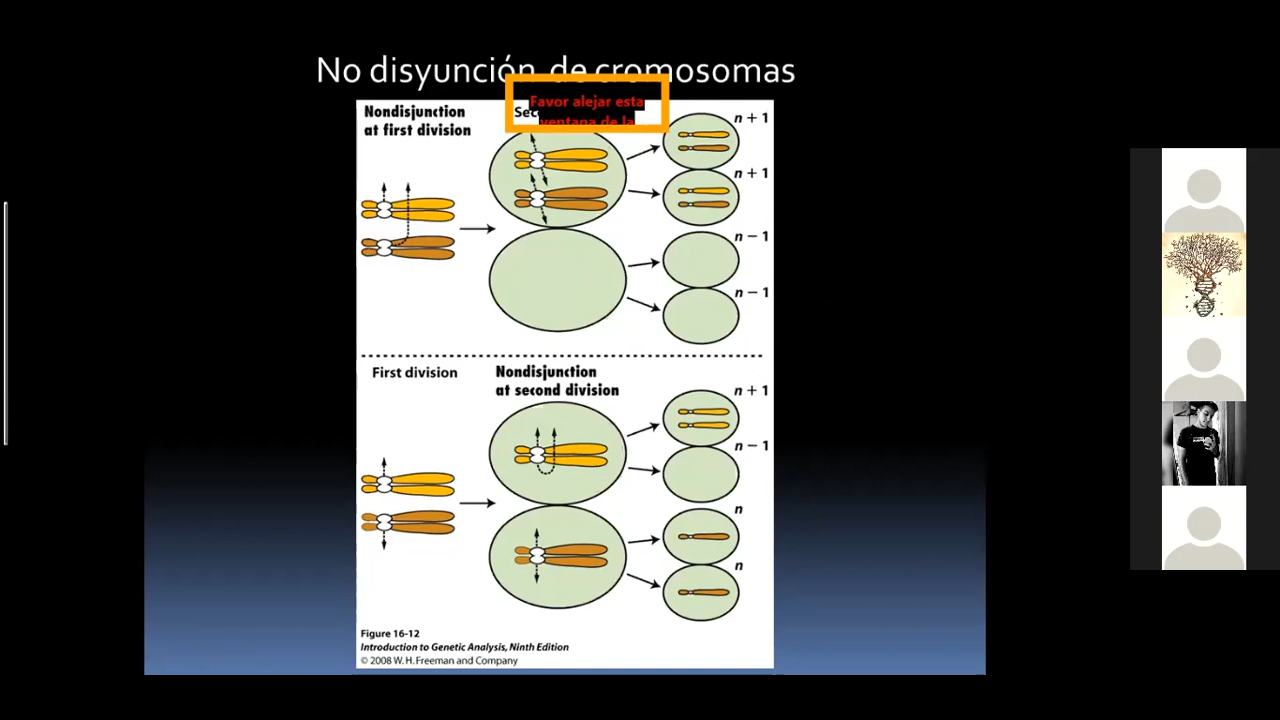 No disyunción de cromosomas
Nondisjunction
at first division
Favor alejar esta
ventana de la
n + 1
n + 1
n − 1
n − 1
First division
Nondisjunction
at second division
n + 1
n − 1
n
n
Figure 16-12
Introduction to Genetic Analysis, Ninth Edition
© 2008 W. H. Freeman and Company